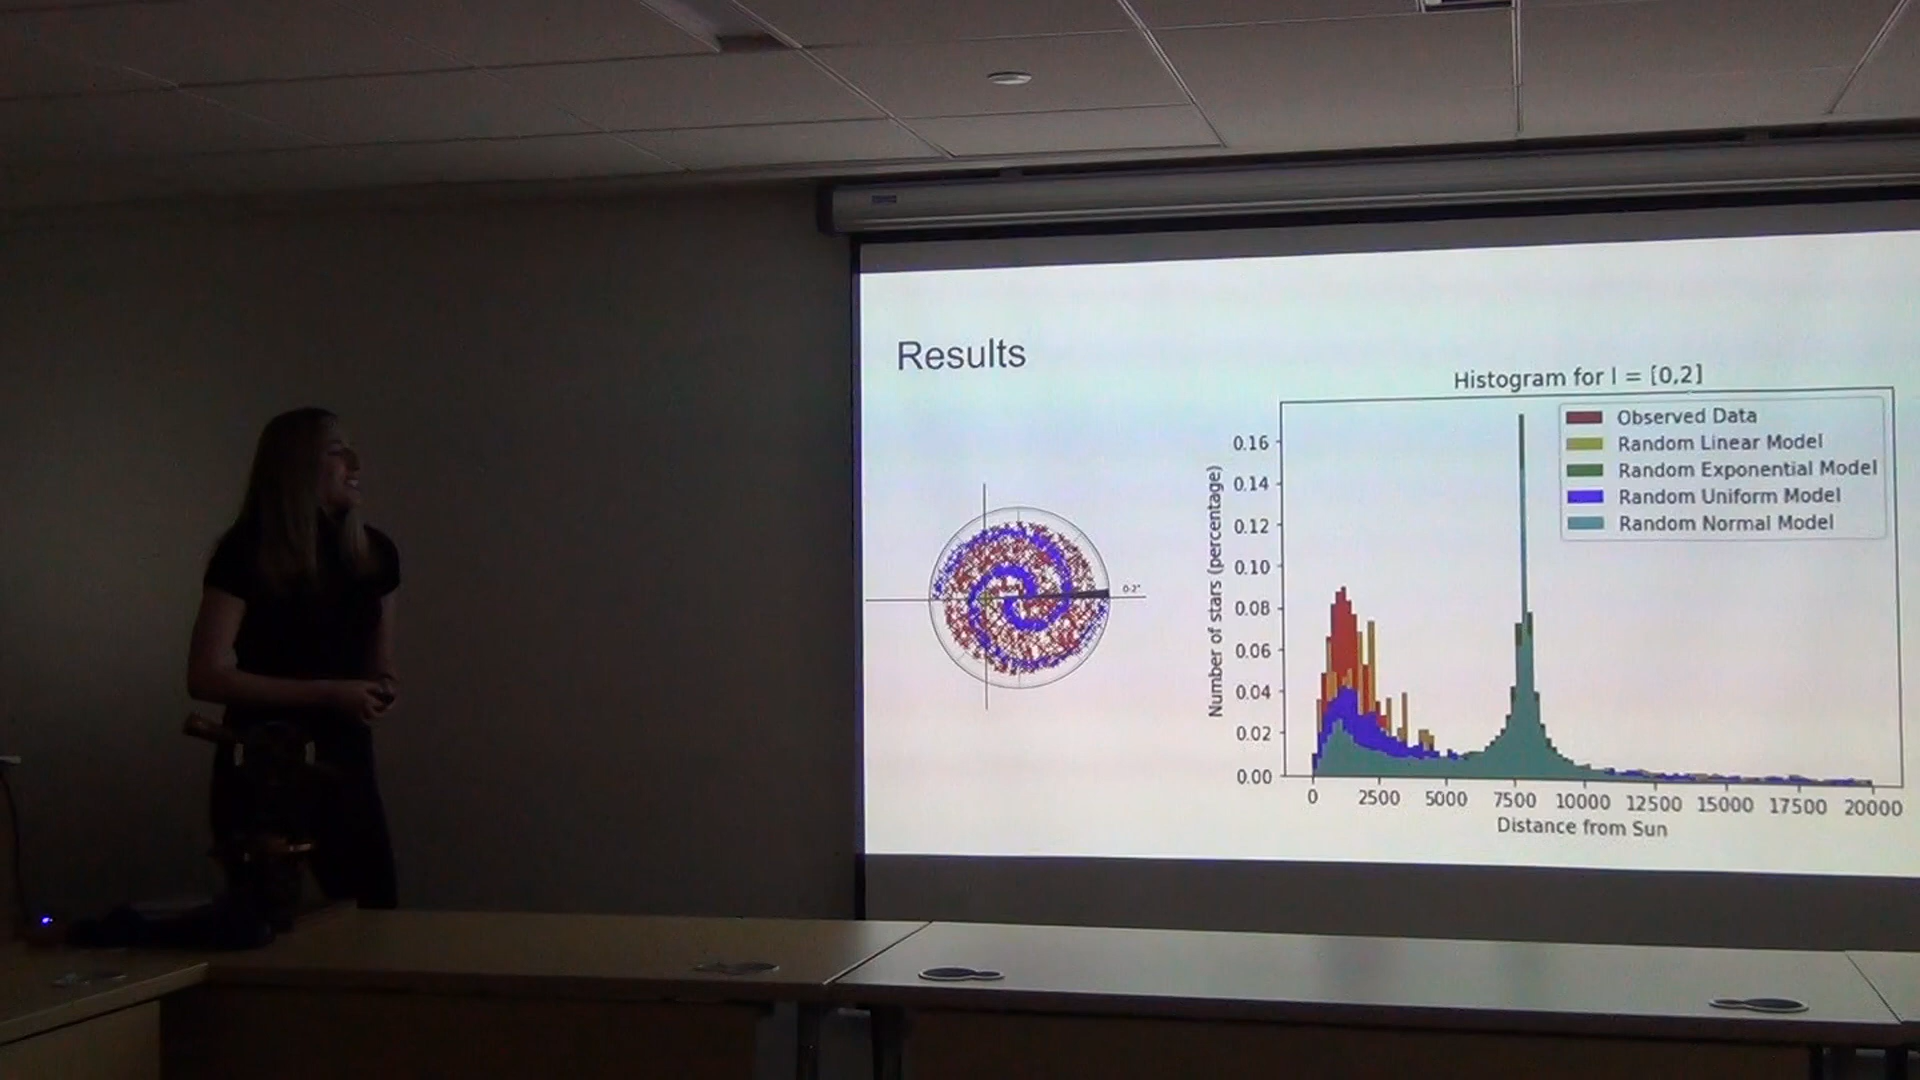 Results
Histogram for l = [0,2]
Observed Data
Random Linear Model
Random Exponential Model
Random Uniform Model
Random Normal Model
Number of stars (percentage)
0.16
0.14
0.12
0.10
0.08
0.06
0.04
0.02
0.00
0 2500 5000 7500 10000 12500 15000 17500 20000
Distance from Sun
0-2°